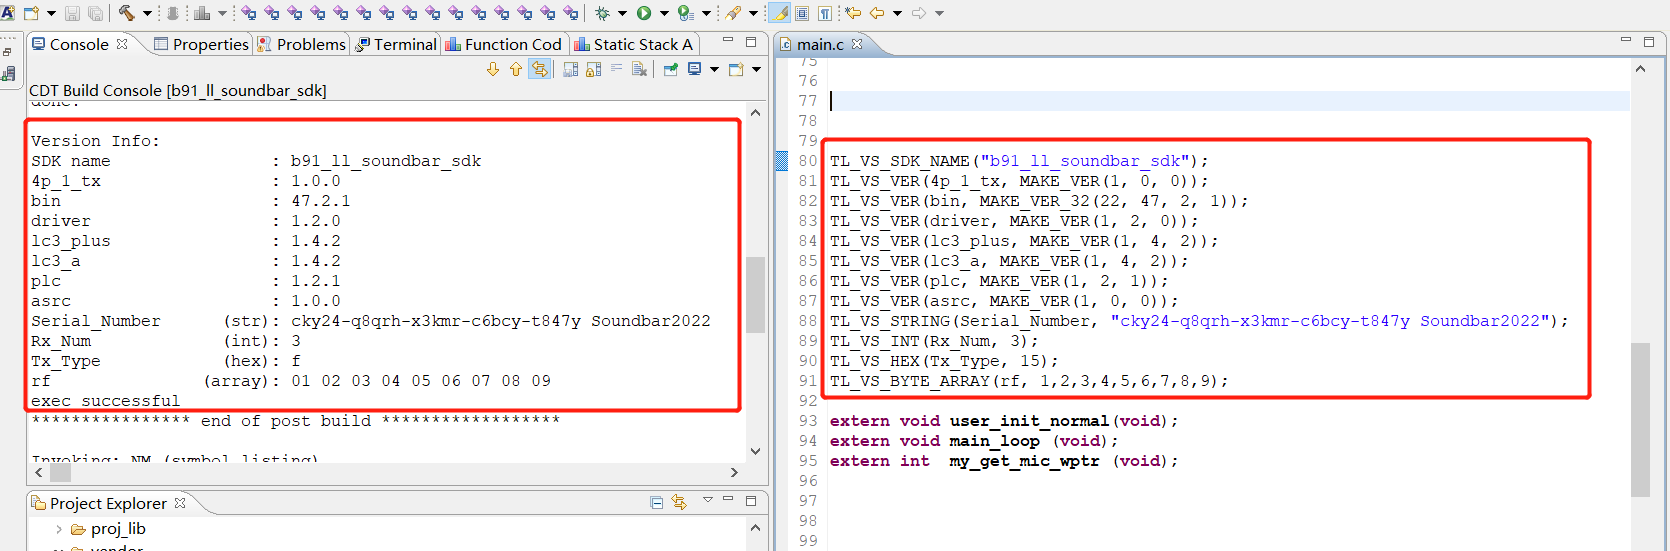 Console
Properties
Problems
Terminal
Function Cod
Static Stack A
CDT Build Console [b91_ll_soundbar_sdk]
done.
Version Info:
SDK name : b91_ll_soundbar_sdk
4p_1_tx : 1.0.0
bin : 47.2.1
driver : 1.2.0
lc3_plus : 1.4.2
lc3_a : 1.4.2
plc : 1.2.1
asrc : 1.0.0
Serial_Number (str): cky24-q8qrh-x3kmr-c6bcy-t847y Soundbar2022
Rx_Num (int): 3
Tx_Type (hex): f
rf (array): 01 02 03 04 05 06 07 08 09
exec successful
*************** end of post build ******************
Invoking: NM (symbol listing)
Project Explorer
proj_lib
vendor
main.c
75
76
77
78
79
80 TL_VS_SDK_NAME("b91_ll_soundbar_sdk");
81 TL_VS_VER(4p_1_tx, MAKE_VER(1, 0, 0));
82 TL_VS_VER(bin, MAKE_VER_32(22, 47, 2, 1));
83 TL_VS_VER(driver, MAKE_VER(1, 2, 0));
84 TL_VS_VER(lc3_plus, MAKE_VER(1, 4, 2));
85 TL_VS_VER(lc3_a, MAKE_VER(1, 4, 2));
86 TL_VS_VER(plc, MAKE_VER(1, 2, 1));
87 TL_VS_VER(asrc, MAKE_VER(1, 0, 0));
88 TL_VS_STRING(Serial_Number, "cky24-q8qrh-x3kmr-c6bcy-t847y Soundbar2022");
89 TL_VS_INT(Rx_Num, 3);
90 TL_VS_HEX(Tx_Type, 15);
91 TL_VS_BYTE_ARRAY(rf, 1,2,3,4,5,6,7,8,9);
92
93 extern void user_init_normal(void);
94 extern void main_loop (void);
95 extern int my_get_mic_wptr (void);
96
97
98
99